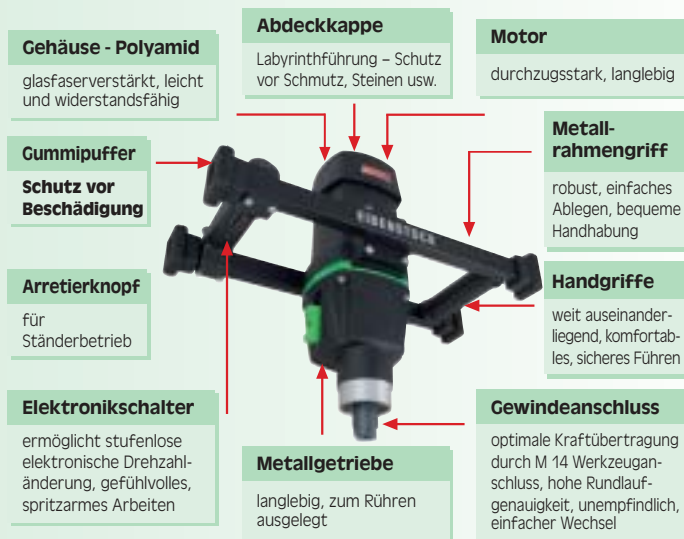 Gehäuse - Polyamid
glasfaserverstärkt, leicht
und widerstandsfähig
Abdeckkappe
Labyrinthführung – Schutz
vor Schmutz, Steinen usw.
Motor
durchzugsstark, langlebig
Gummipuffer
Schutz vor
Beschädigung
Metall-
rahmengriff
robust, einfaches
Ablegen, bequeme
Handhabung
EIBENSTOCK
Arretierknopf
für
Ständerbetrieb
Handgriffe
weit auseinander-
liegend, komfortab-
les, sicheres Führen
Elektronikschalter
ermöglicht stufenlose
elektronische Drehzahl-
änderung, gefühlvolles,
spritzarmes Arbeiten
Metallgetriebe
langlebig, zum Rühren
ausgelegt
Gewindeanschluss
optimale Kraftübertragung
durch M 14 Werkzeugan-
schluss, hohe Rundlauf-
genauigkeit, unempfindlich,
einfacher Wechsel